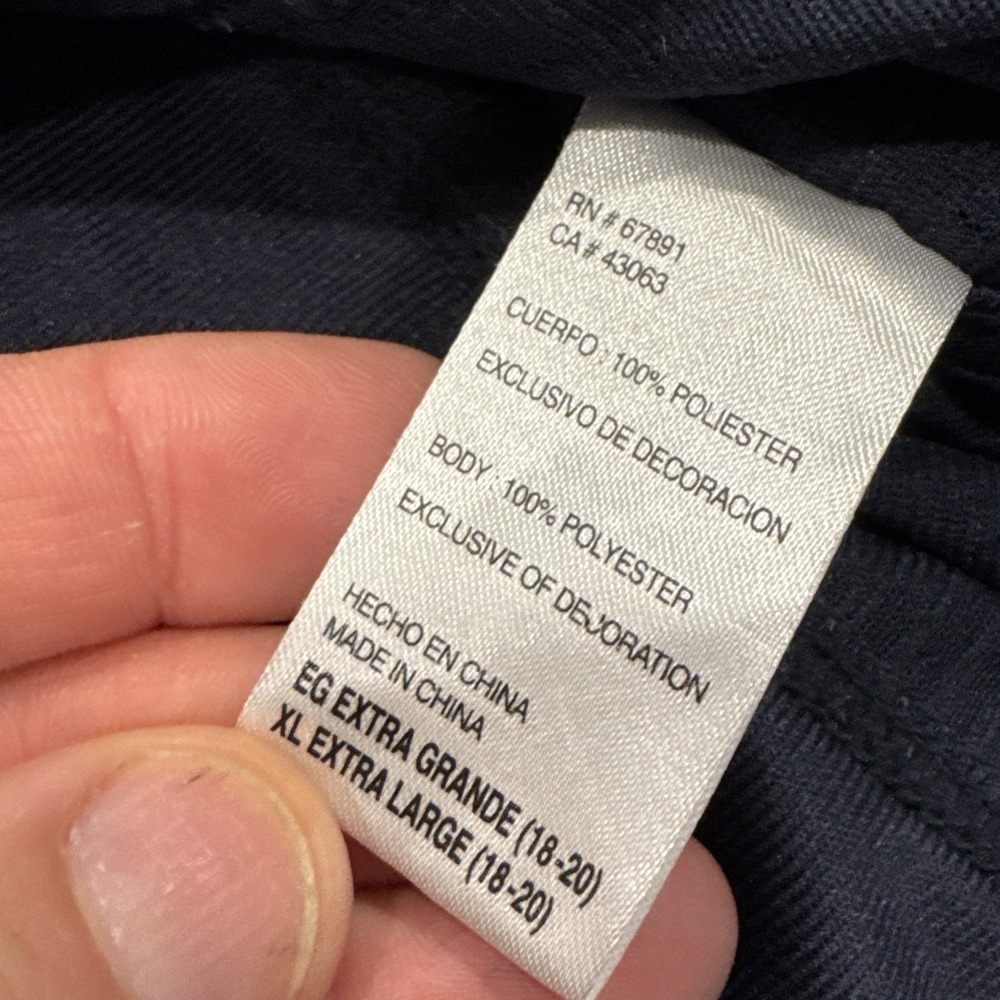 RN # 67891
CA # 43063
CUERPO : 100% POLIESTER
EXCLUSIVO DE DECORACION
BODY : 100% POLYESTER
EXCLUSIVE OF DECORATION
HECHO EN CHINA
MADE IN CHINA
EG EXTRA GRANDE (18-20)
XL EXTRA LARGE (18-20)